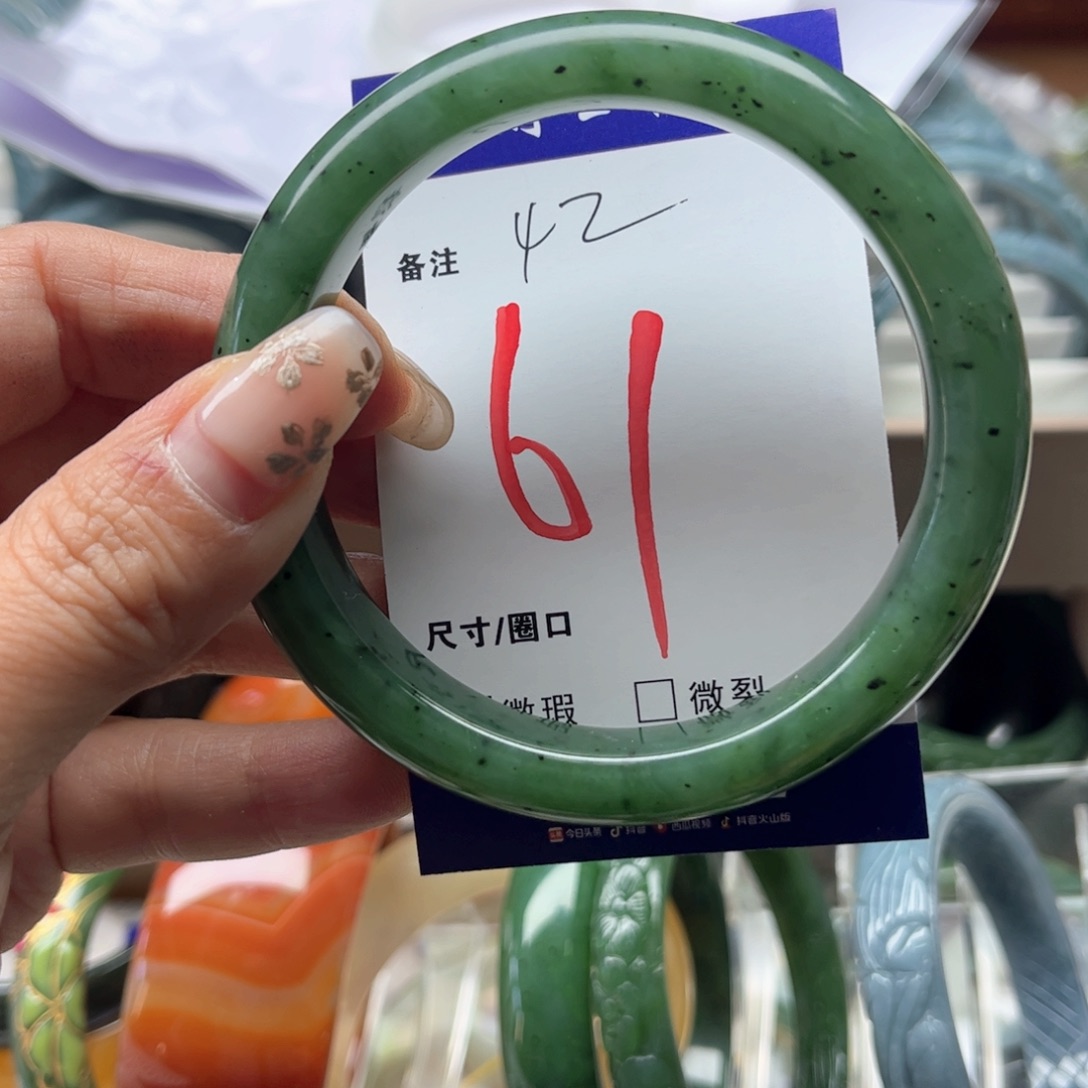 备注 42
61
尺寸/圈口
微瑕 □微裂
今日头条 抖音 西瓜视频 抖音火山版